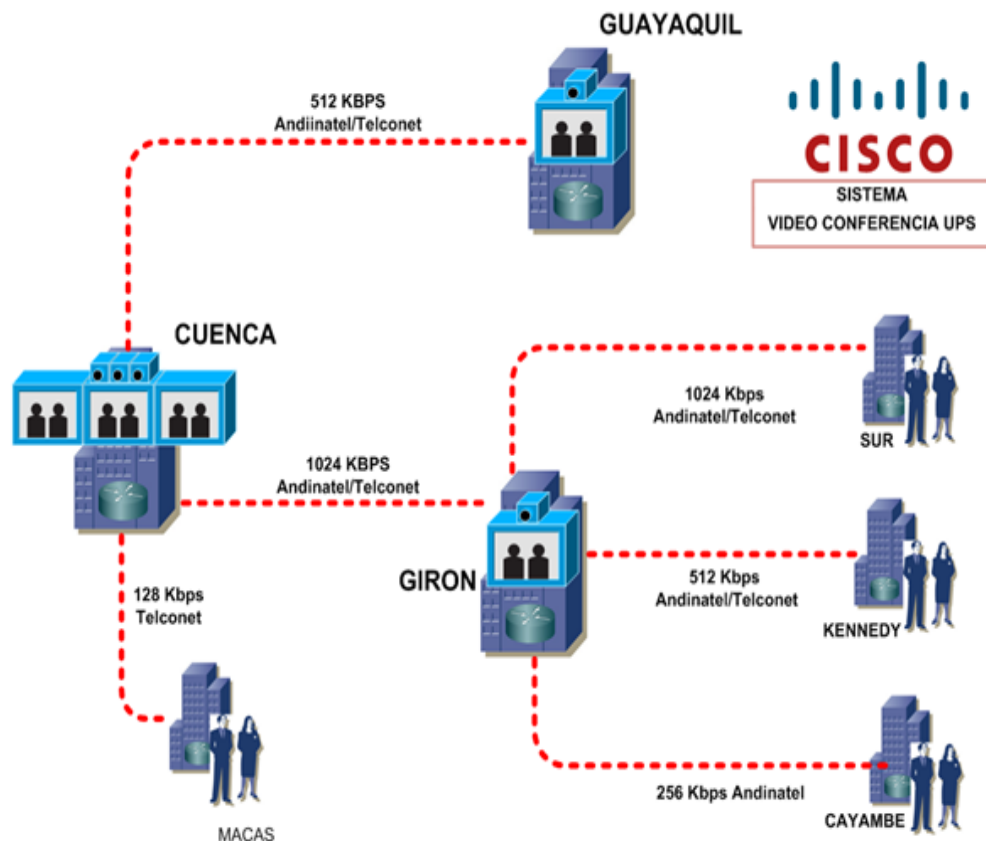 GUAYAQUIL
512 KBPS
Andiinatel/Telconet
CISCO
SISTEMA
VIDEO CONFERENCIA UPS
CUENCA
1024 Kbps
Andinatel/Telconet
SUR
1024 KBPS
Andinatel/Telconet
GIRON
512 Kbps
Andinatel/Telconet
KENNEDY
128 Kbps
Telconet
256 Kbps Andinatel
CAYAMBE
MACAS